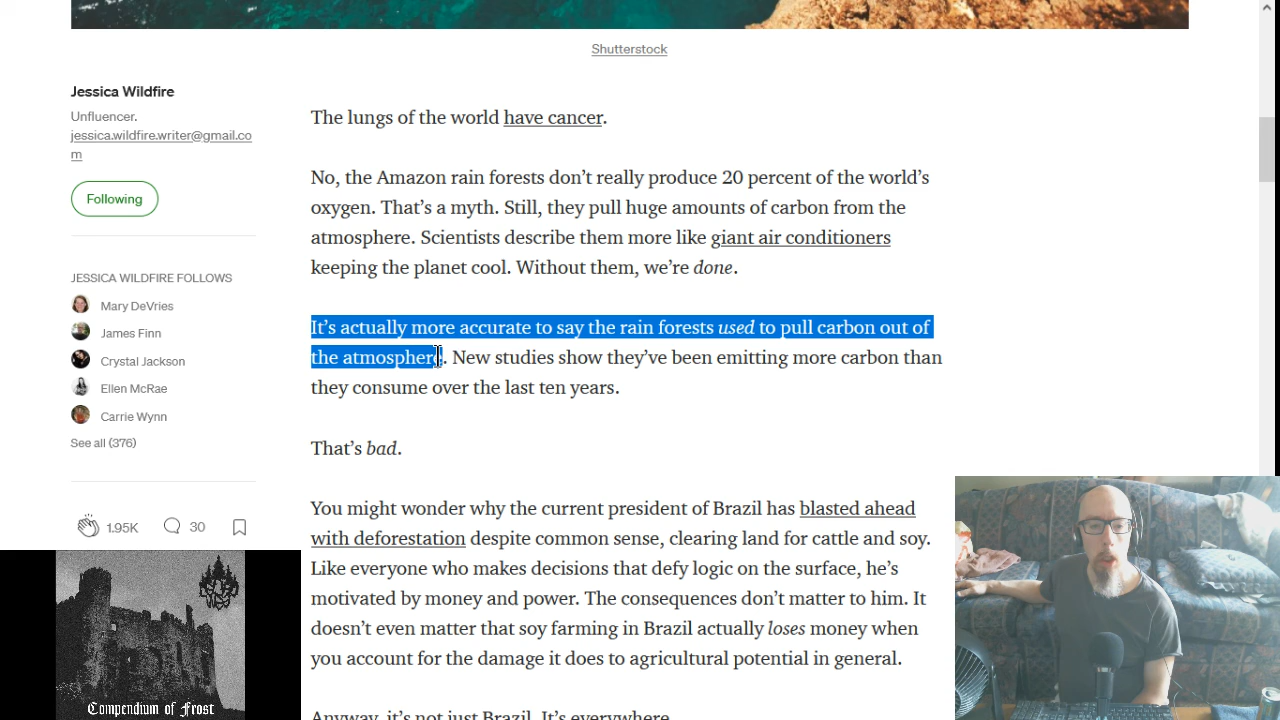 Shutterstock
Jessica Wildfire
Unfluencer.
jessica.wildfire.writer@gmail.co
m
Following
JESSICA WILDFIRE FOLLOWS
Mary DeVries
James Finn
Crystal Jackson
Ellen McRae
Carrie Wynn
See all (376)
1.95K
30
The lungs of the world have cancer.
No, the Amazon rain forests don’t really produce 20 percent of the world’s
oxygen. That’s a myth. Still, they pull huge amounts of carbon from the
atmosphere. Scientists describe them more like giant air conditioners
keeping the planet cool. Without them, we’re done.
It’s actually more accurate to say the rain forests used to pull carbon out of
the atmosphere. New studies show they’ve been emitting more carbon than
they consume over the last ten years.
That’s bad.
You might wonder why the current president of Brazil has blasted ahead
with deforestation despite common sense, clearing land for cattle and soy.
Like everyone who makes decisions that defy logic on the surface, he’s
motivated by money and power. The consequences don’t matter to him. It
doesn’t even matter that soy farming in Brazil actually loses money when
you account for the damage it does to agricultural potential in general.
Anyway, it’s not just Brazil. It’s everywhere.
Compendium of Frost